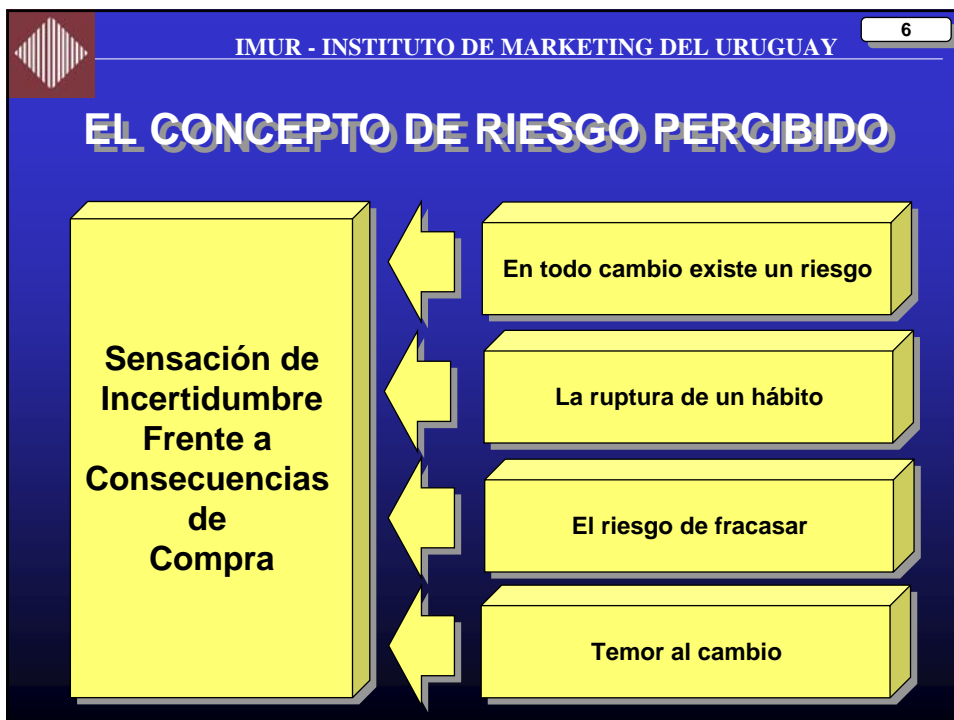 IMUR - INSTITUTO DE MARKETING DEL URUGUAY
6
EL CONCEPTO DE RIESGO PERCIBIDO
Sensación de
Incertidumbre
Frente a
Consecuencias
de
Compra
En todo cambio existe un riesgo
La ruptura de un hábito
El riesgo de fracasar
Temor al cambio